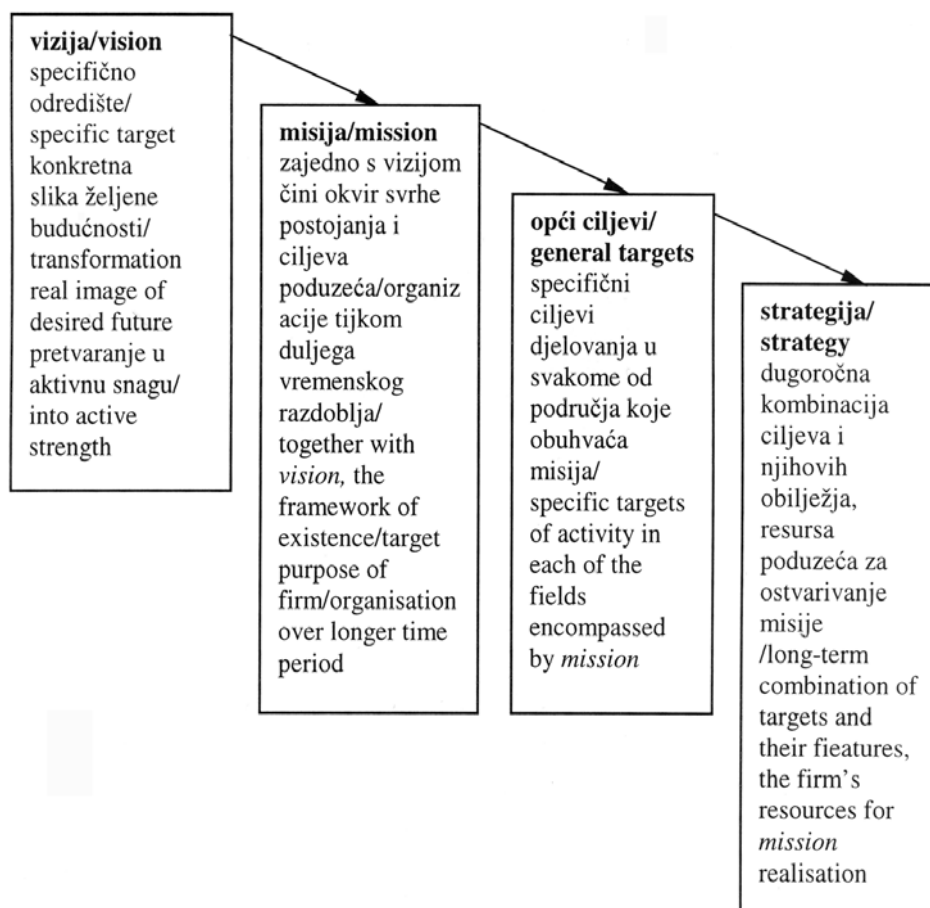 vizija/vision
specifično
odredište/
specific target
konkretna
slika željene
budućnosti/
transformation
real image of
desired future
pretvaranje u
aktivnu snagu/
into active
strength
misija/mission
zajedno s vizijom
čini okvir svrhe
postojanja i
ciljeva
poduzeća/organiz
acije tijkom
duljega
vremenskog
razdoblja/
together with
vision, the
framework of
existence/target
purpose of
firm/organisation
over longer time
period
opći ciljevi/
general targets
specifični
ciljevi
djelovanja u
svakome od
područja koje
obuhvaća
misija/
specific targets
of activity in
each of the
fields
encompassed
by mission
strategija/
strategy
dugoročna
kombinacija
ciljeva i
njihovih
obilježja,
resursa
poduzeća za
ostvarivanje
misije
/long-term
combination of
targets and
their fieatures,
the firm's
resources for
mission
realisation